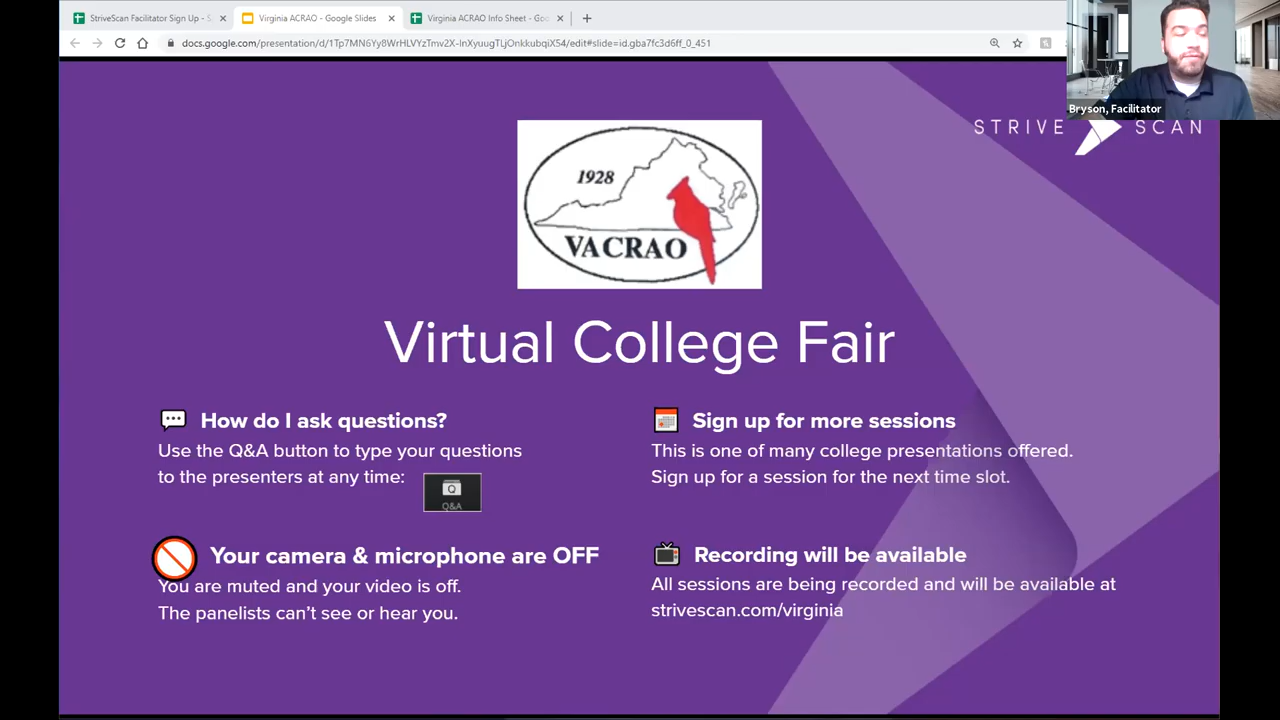 StriveScan Facilitator Sign Up - S
Virginia ACRAO - Google Slides
Virginia ACRAO Info Sheet - Goo
docs.google.com/presentation/d/1Tp7MN6Yy8WrHLVYzTmv2X-lnXyuugTLjOnkkubqiX54/edit#slide=id.gba7fc3d6ff_0_451
Bryson, Facilitator
STRIVE SCAN
1928
VACRAO
Virtual College Fair
How do I ask questions?
Use the Q&A button to type your questions
to the presenters at any time:
Q
Q&A
Your camera & microphone are OFF
You are muted and your video is off.
The panelists can't see or hear you.
Sign up for more sessions
This is one of many college presentations offered.
Sign up for a session for the next time slot.
Recording will be available
All sessions are being recorded and will be available at
strivescan.com/virginia